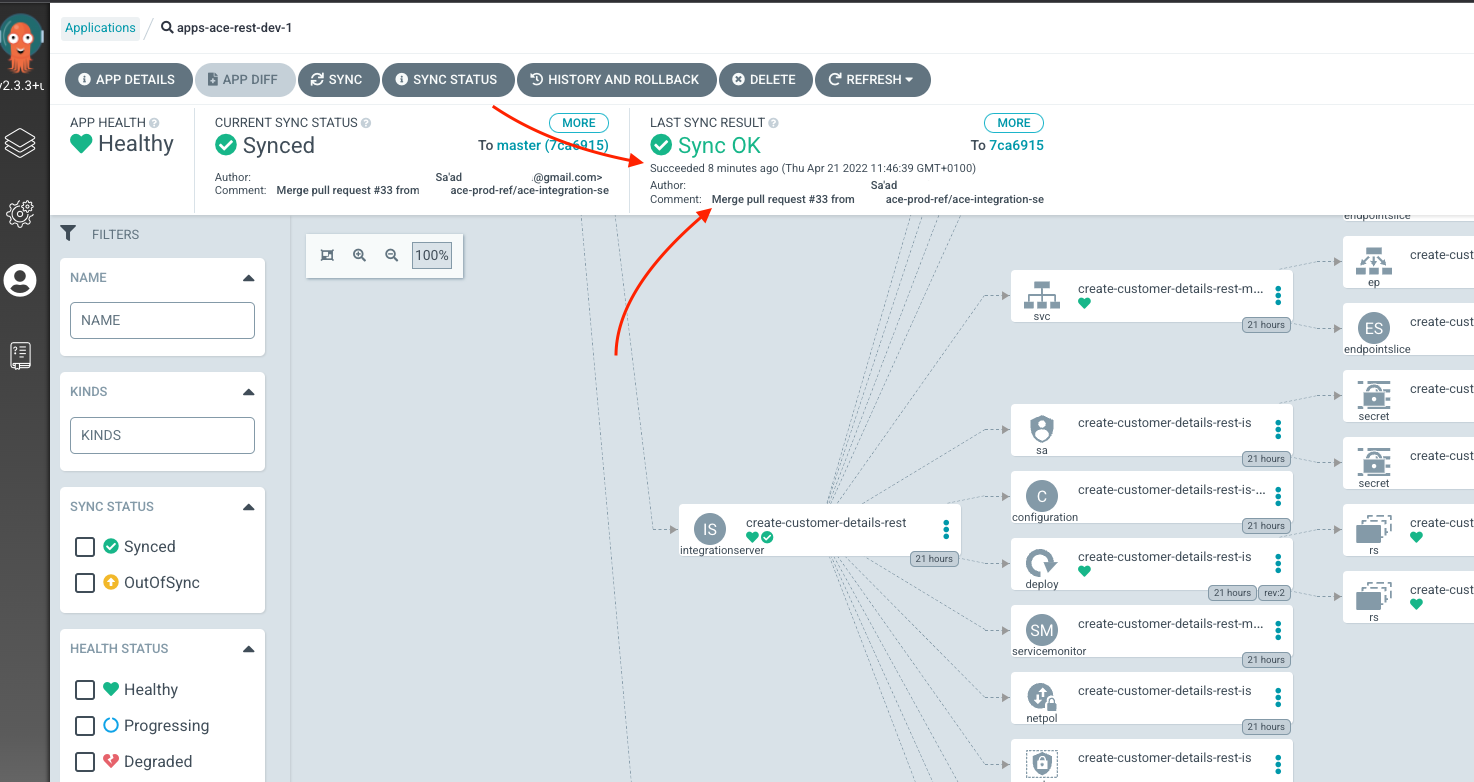 Applications
apps-ace-rest-dev-1
v2.3.3+
APP DETAILS
APP DIFF
SYNC
SYNC STATUS
HISTORY AND ROLLBACK
DELETE
REFRESH
APP HEALTH
Healthy
CURRENT SYNC STATUS
MORE
Synced
To master (7ca6915)
Author: Sa'ad .@gmail.com>
Comment: Merge pull request #33 from ace-prod-ref/ace-integration-se
LAST SYNC RESULT
MORE
Sync OK
To 7ca6915
Succeeded 8 minutes ago (Thu Apr 21 2022 11:46:39 GMT+0100)
Author: Sa'ad
Comment: Merge pull request #33 from ace-prod-ref/ace-integration-se
FILTERS
NAME
NAME
KINDS
KINDS
SYNC STATUS
Synced
OutOfSync
HEALTH STATUS
Healthy
Progressing
Degraded
100%
IS
integrationserver
create-customer-details-rest
21 hours
svc
create-customer-details-rest-m...
21 hours
sa
create-customer-details-rest-is
21 hours
C
configuration
create-customer-details-rest-is-...
21 hours
deploy
create-customer-details-rest-is
21 hours
rev:2
SM
servicemonitor
create-customer-details-rest-m...
21 hours
netpol
create-customer-details-rest-is
21 hours
create-customer-details-rest-is
endpointslice
ep
create-cust
ES
endpointslice
create-cust
secret
create-cust
secret
create-cust
rs
create-cust
rs
create-cust